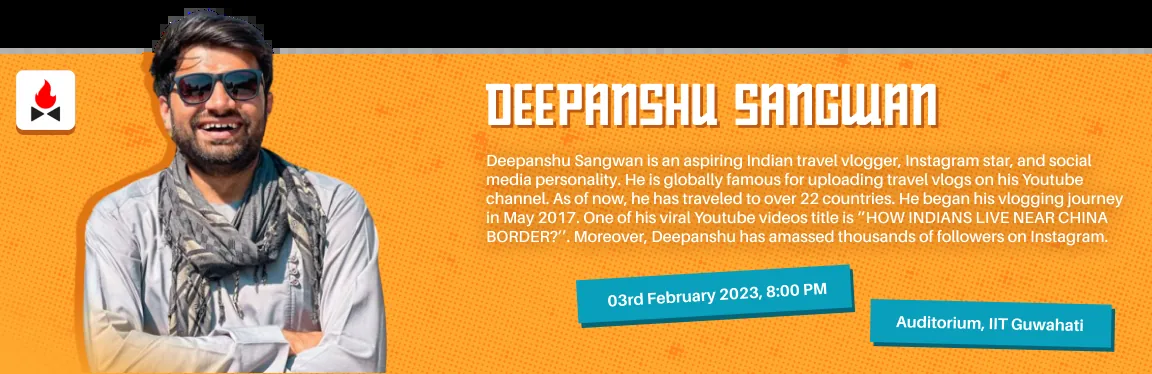 DEEPANSHU SANGWAN
Deepanshu Sangwan is an aspiring Indian travel vlogger, Instagram star, and social
media personality. He is globally famous for uploading travel vlogs on his Youtube
channel. As of now, he has traveled to over 22 countries. He began his vlogging journey
in May 2017. One of his viral Youtube videos title is ‘’HOW INDIANS LIVE NEAR CHINA
BORDER?’’. Moreover, Deepanshu has amassed thousands of followers on Instagram.
03rd February 2023, 8:00 PM
Auditorium, IIT Guwahati